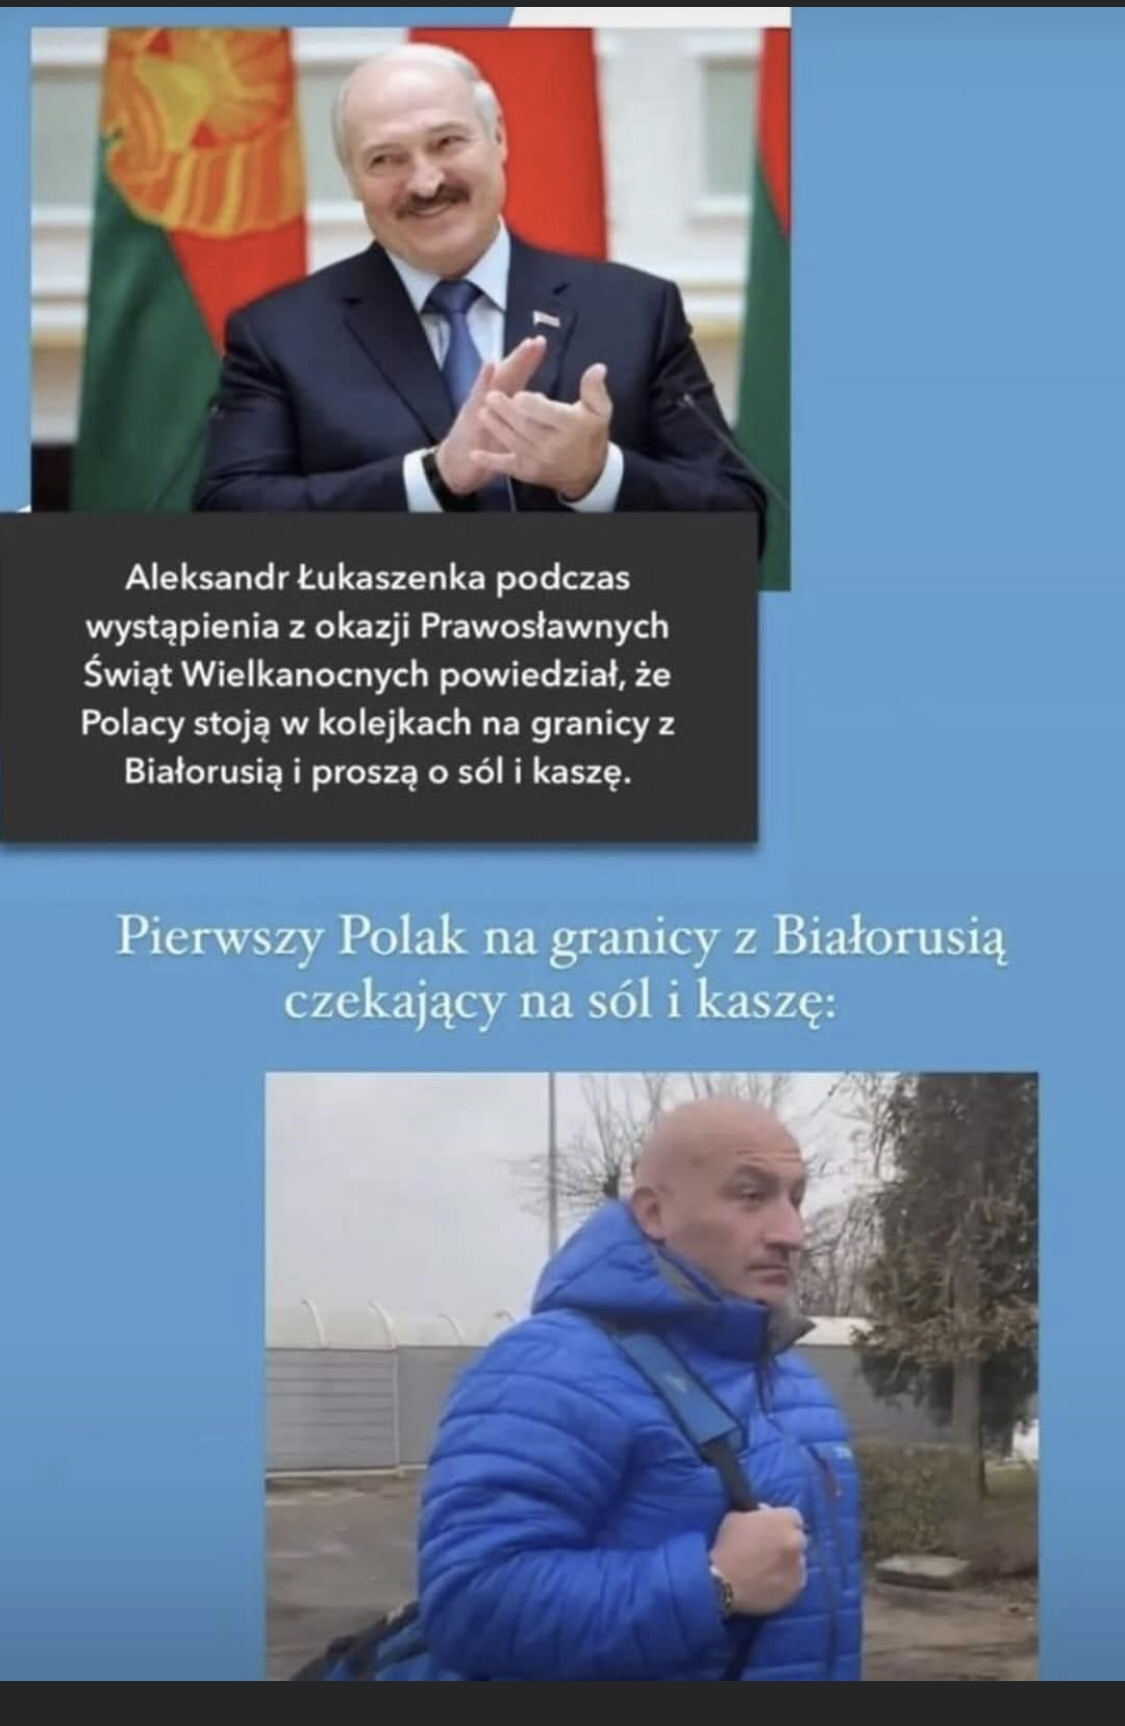 Aleksandr Łukaszenka podczas
wystąpienia z okazji Prawosławnych
Świąt Wielkanocnych powiedział, że
Polacy stoją w kolejkach na granicy z
Białorusią i proszą o sól i kaszę.
Pierwszy Polak na granicy z Białorusią
czekający na sól i kaszę: